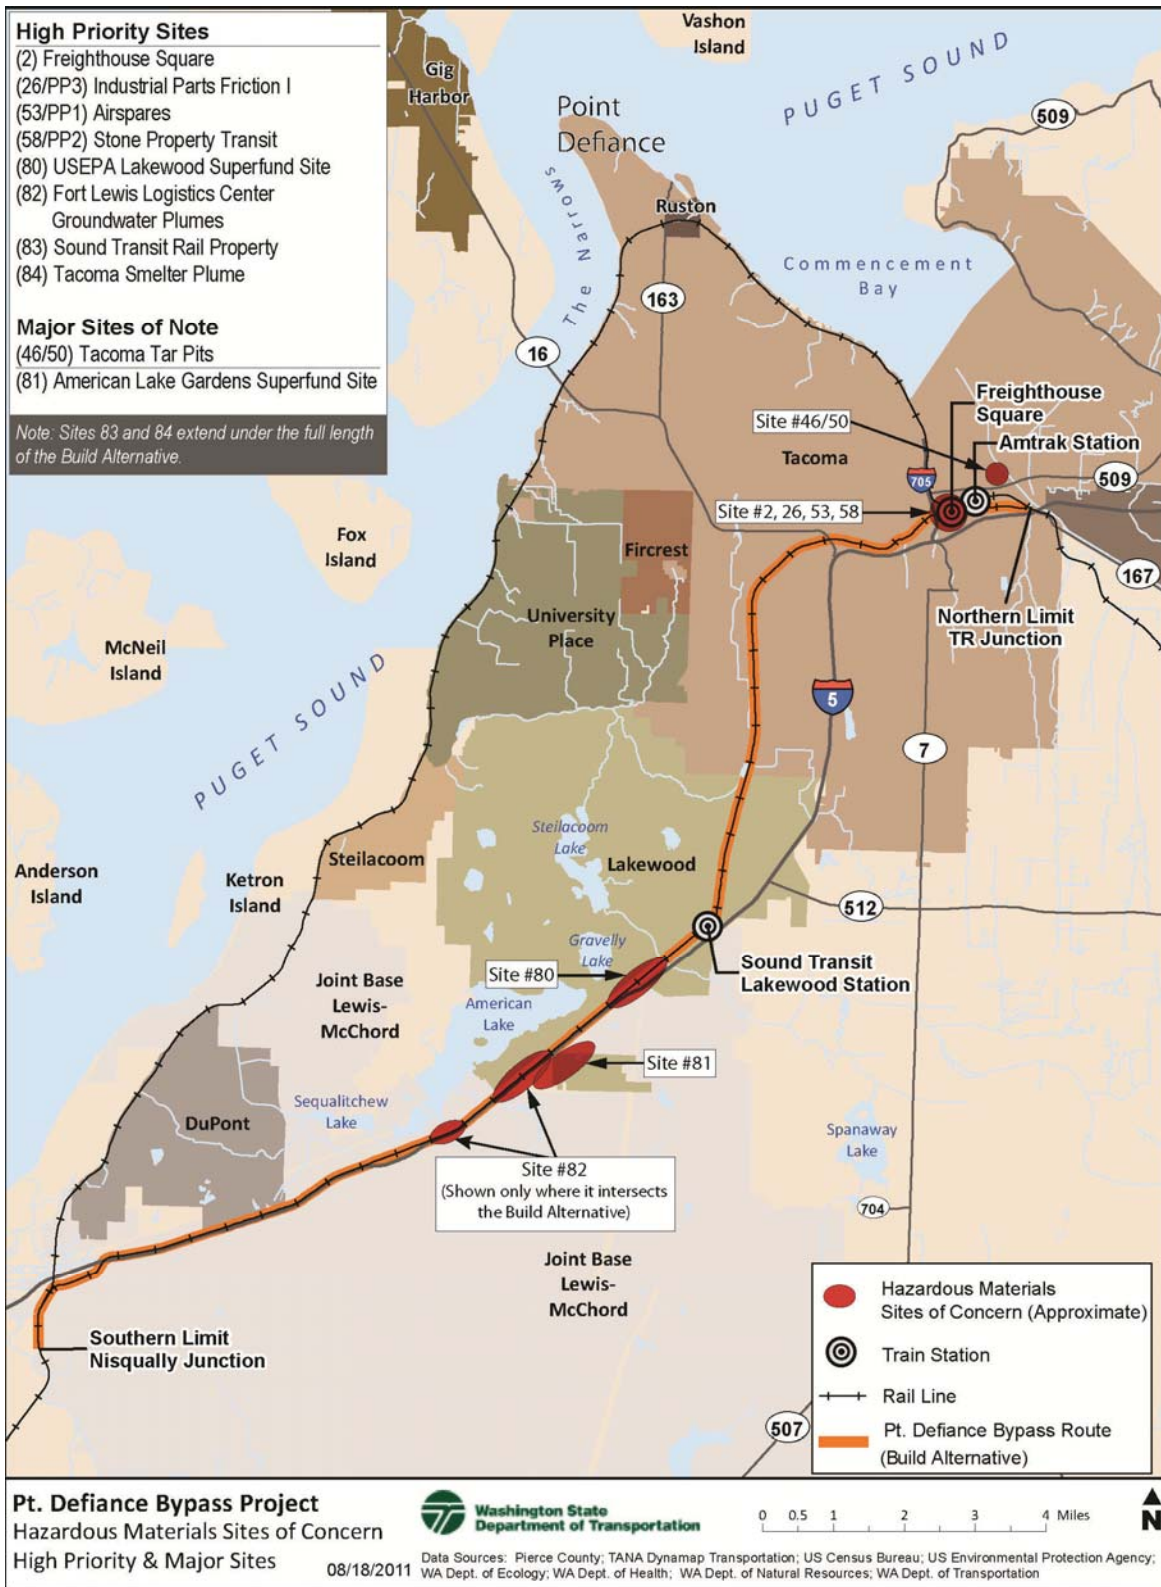 High Priority Sites
(2) Freighthouse Square
(26/PP3) Industrial Parts Friction I
(53/PP1) Airspares
(58/PP2) Stone Property Transit
(80) USEPA Lakewood Superfund Site
(82) Fort Lewis Logistics Center
Groundwater Plumes
(83) Sound Transit Rail Property
(84) Tacoma Smelter Plume
Major Sites of Note
(46/50) Tacoma Tar Pits
(81) American Lake Gardens Superfund Site
Note: Sites 83 and 84 extend under the full length
of the Build Alternative.
Vashon
Island
Gig
Harbor
PUGET SOUND
Point
Defiance
509
The Narrows
Ruston
Commencement
Bay
163
16
Freighthouse
Square
Site #46/50
Amtrak Station
Tacoma
705
509
Site #2, 26, 53, 58
Fox
Island
Fircrest
167
University
Place
Northern Limit
TR Junction
McNeil
Island
PUGET SOUND
5
7
Steilacoom
Lake
Steilacoom
Lakewood
Anderson
Island
Ketron
Island
512
Gravelly
Lake
Sound Transit
Lakewood Station
Site #80
Joint Base
Lewis-
McChord
American
Lake
Site #81
Sequalitchew
Lake
DuPont
Spanaway
Lake
Site #82
(Shown only where it intersects
the Build Alternative)
704
Joint Base
Lewis-
McChord
Hazardous Materials
Sites of Concern (Approximate)
Train Station
Rail Line
Pt. Defiance Bypass Route
(Build Alternative)
Southern Limit
Nisqually Junction
507
Pt. Defiance Bypass Project
Hazardous Materials Sites of Concern
High Priority & Major Sites
08/18/2011
Washington State
Department of Transportation
0 0.5 1 2 3 4 Miles
N
Data Sources: Pierce County; TANA Dynamap Transportation; US Census Bureau; US Environmental Protection Agency;
WA Dept. of Ecology; WA Dept. of Health; WA Dept. of Natural Resources; WA Dept. of Transportation